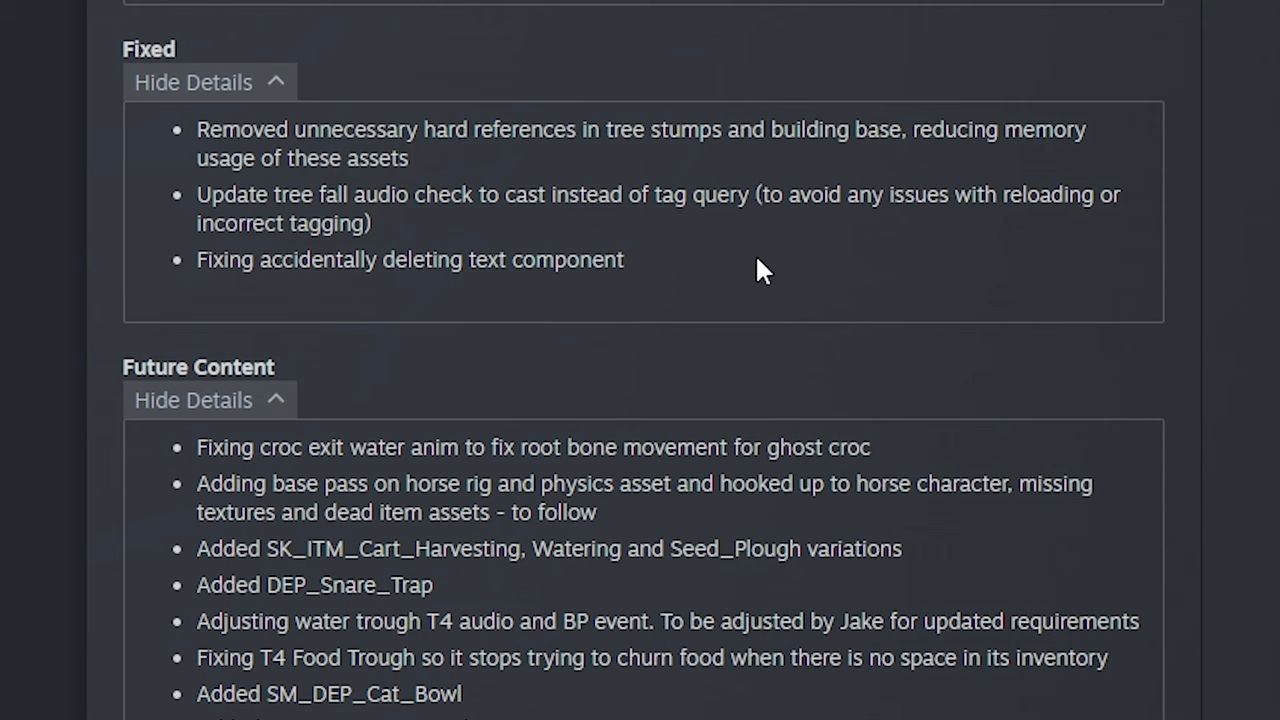 Fixed
Hide Details
Removed unnecessary hard references in tree stumps and building base, reducing memory
usage of these assets
Update tree fall audio check to cast instead of tag query (to avoid any issues with reloading or
incorrect tagging)
Fixing accidentally deleting text component
Future Content
Hide Details
Fixing croc exit water anim to fix root bone movement for ghost croc
Adding base pass on horse rig and physics asset and hooked up to horse character, missing
textures and dead item assets - to follow
Added SK_ITM_Cart_Harvesting, Watering and Seed_Plough variations
Added DEP_Snare_Trap
Adjusting water trough T4 audio and BP event. To be adjusted by Jake for updated requirements
Fixing T4 Food Trough so it stops trying to churn food when there is no space in its inventory
Added SM_DEP_Cat_Bowl